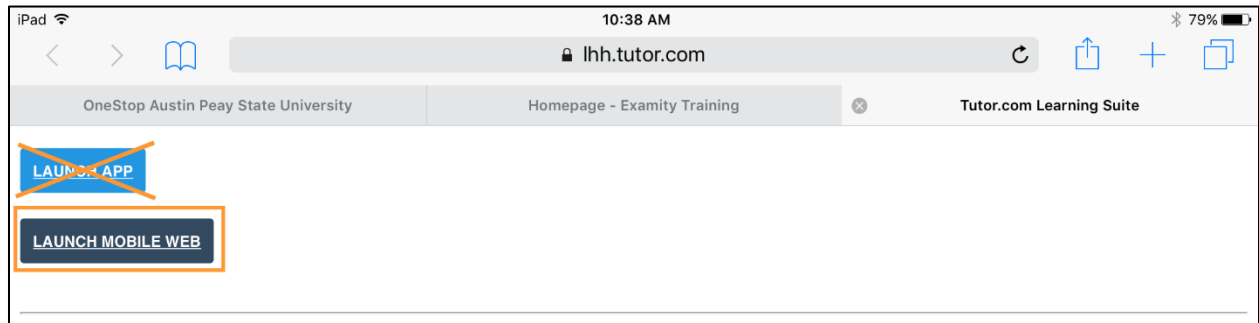 iPad 10:38 AM 79%
lhh.tutor.com
OneStop Austin Peay State University Homepage - Examity Training Tutor.com Learning Suite
LAUNCH APP
LAUNCH MOBILE WEB